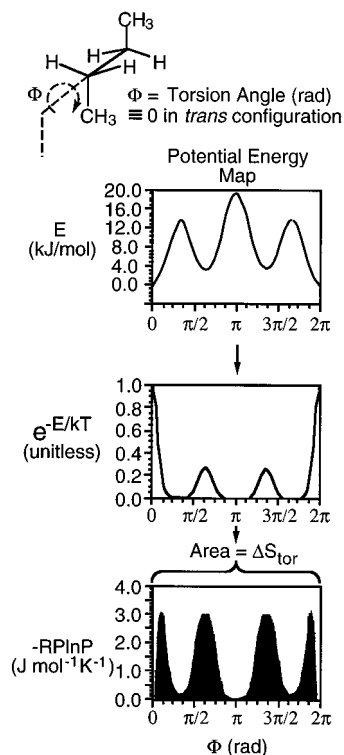 CH3
H
H
H
H
Φ
CH3
Φ = Torsion Angle (rad)
≡ 0 in trans configuration
Potential Energy
Map
E
(kJ/mol)
20.0
16.0
12.0
8.0
4.0
0.0
0 π/2 π 3π/2 2π
e-E/kT
(unitless)
1.0
0.8
0.6
0.4
0.2
0.0
0 π/2 π 3π/2 2π
Area = ΔStor
-RPlnP
(J mol-1K-1)
4.0
3.0
2.0
1
0.0
0 π/2 π 3π/2 2π
Φ (rad)